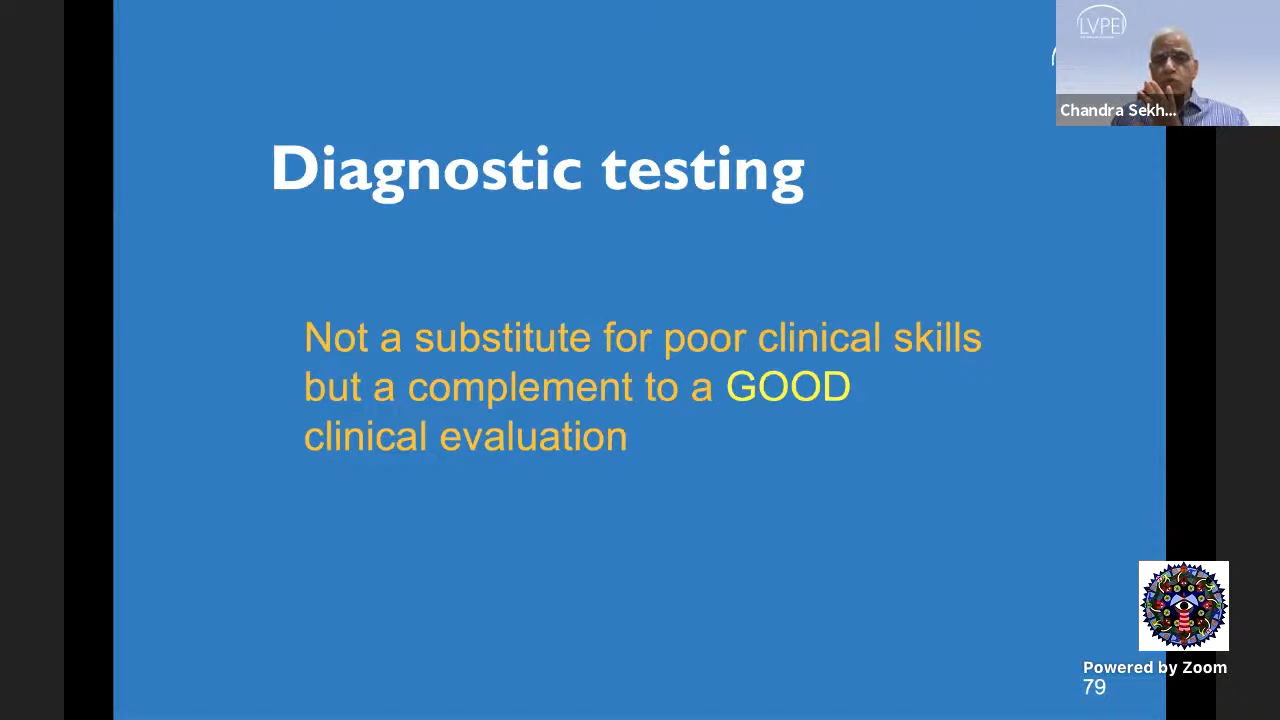 LVPEI
Chandra Sekh...
Diagnostic testing
Not a substitute for poor clinical skills
but a complement to a GOOD
clinical evaluation
Powered by Zoom
79